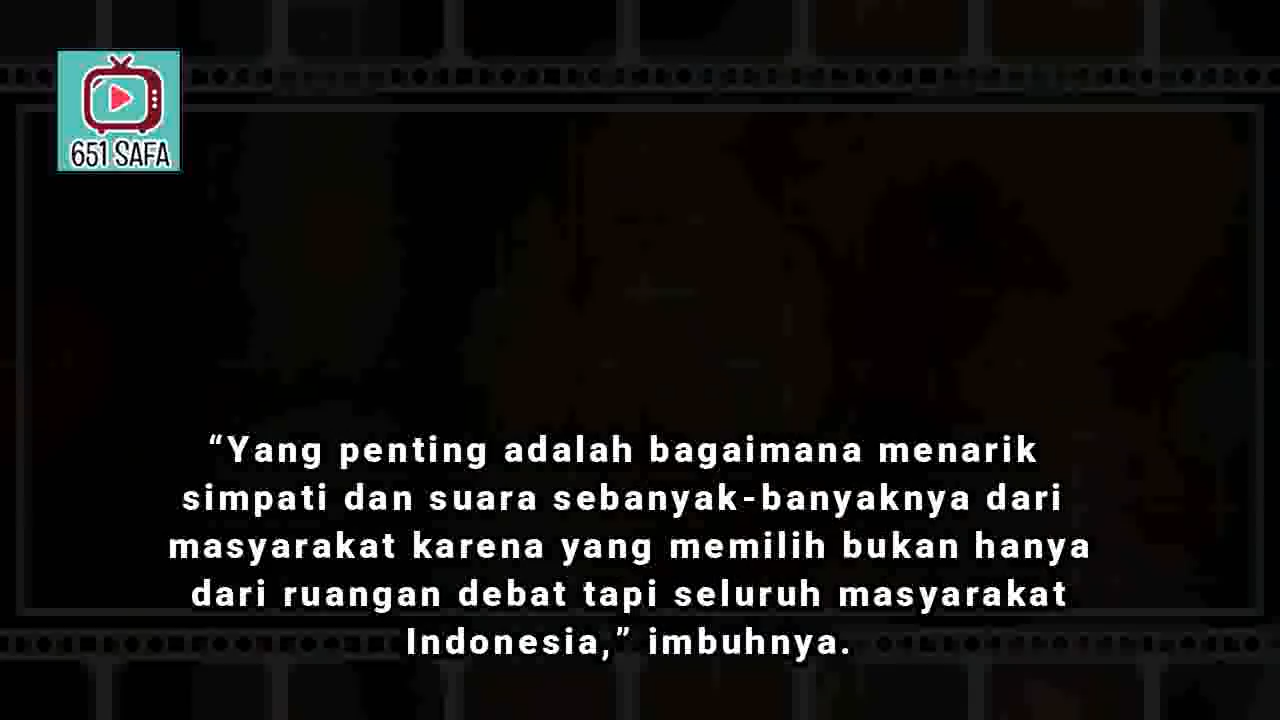 651 SAFA
“Yang penting adalah bagaimana menarik
simpati dan suara sebanyak-banyaknya dari
masyarakat karena yang memilih bukan hanya
dari ruangan debat tapi seluruh masyarakat
Indonesia,” imbuhnya.